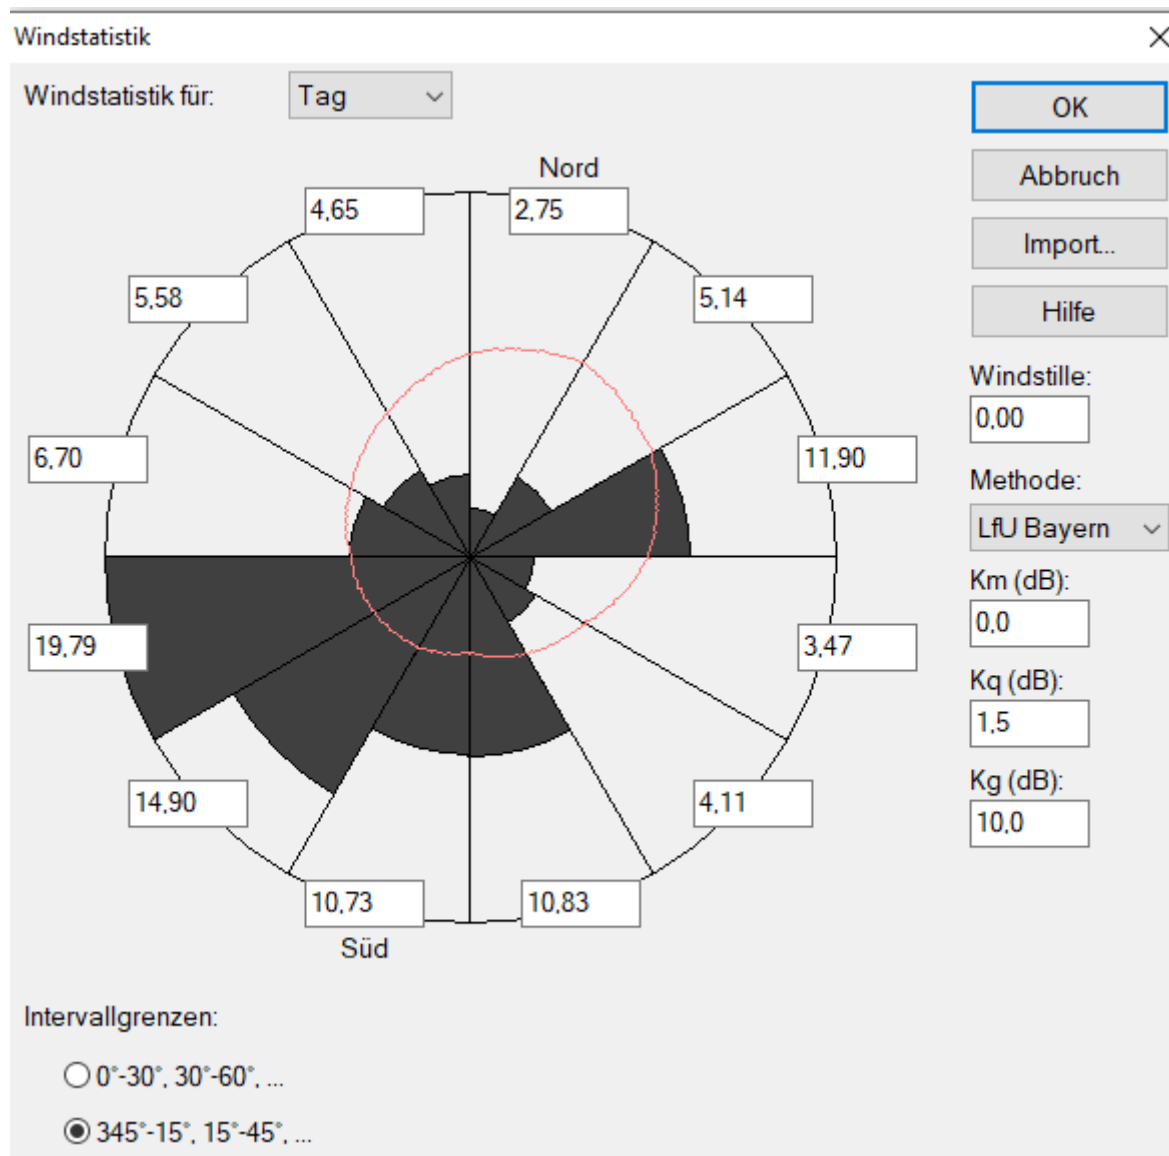 Windstatistik
Windstatistik für: Tag
OK
Abbruch
Import...
Hilfe
Nord
4,65
2,75
5,58
5,14
6,70
11,90
19,79
3,47
14,90
4,11
10,73
10,83
Süd
Windstille:
0,00
Methode:
LfU Bayern
Km (dB):
0,0
Kq (dB):
1,5
Kg (dB):
10,0
Intervallgrenzen:
0°-30°, 30°-60°, ...
345°-15°, 15°-45°, ...